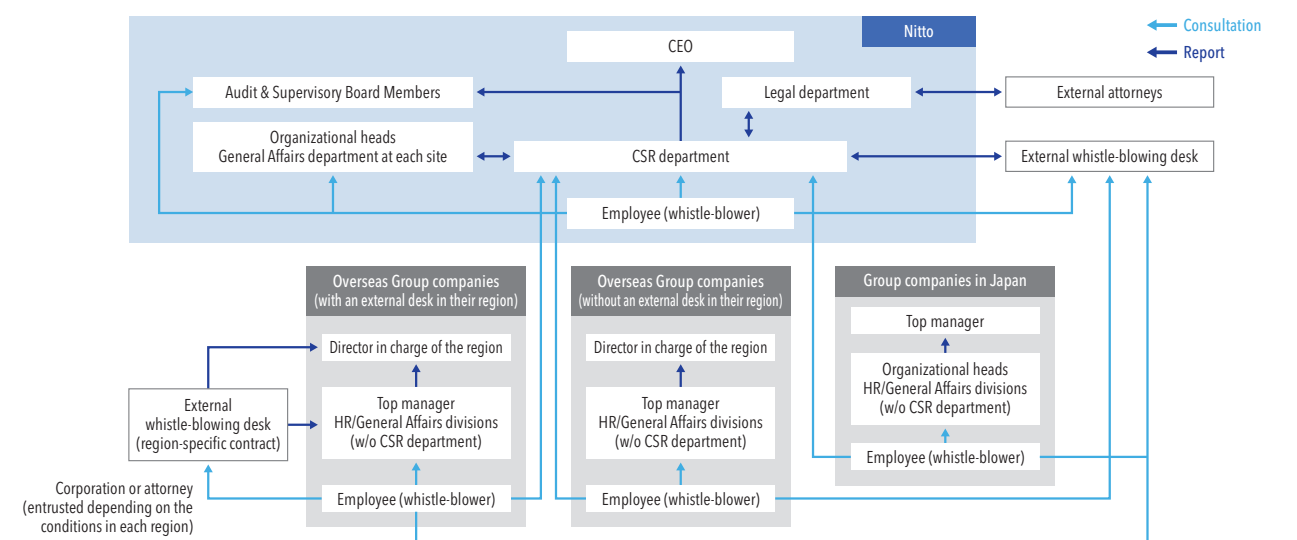 Nitto
Consultation
Report
CEO
Audit & Supervisory Board Members
Legal department
External attorneys
Organizational heads
General Affairs department at each site
CSR department
External whistle-blowing desk
Employee (whistle-blower)
Overseas Group companies
(with an external desk in their region)
Director in charge of the region
Top manager
HR/General Affairs divisions
(w/o CSR department)
Employee (whistle-blower)
External
whistle-blowing desk
(region-specific contract)
Corporation or attorney
(entrusted depending on the
conditions in each region)
Overseas Group companies
(without an external desk in their region)
Director in charge of the region
Top manager
HR/General Affairs divisions
(w/o CSR department)
Employee (whistle-blower)
Group companies in Japan
Top manager
Organizational heads
HR/General Affairs divisions
(w/o CSR department)
Employee (whistle-blower)